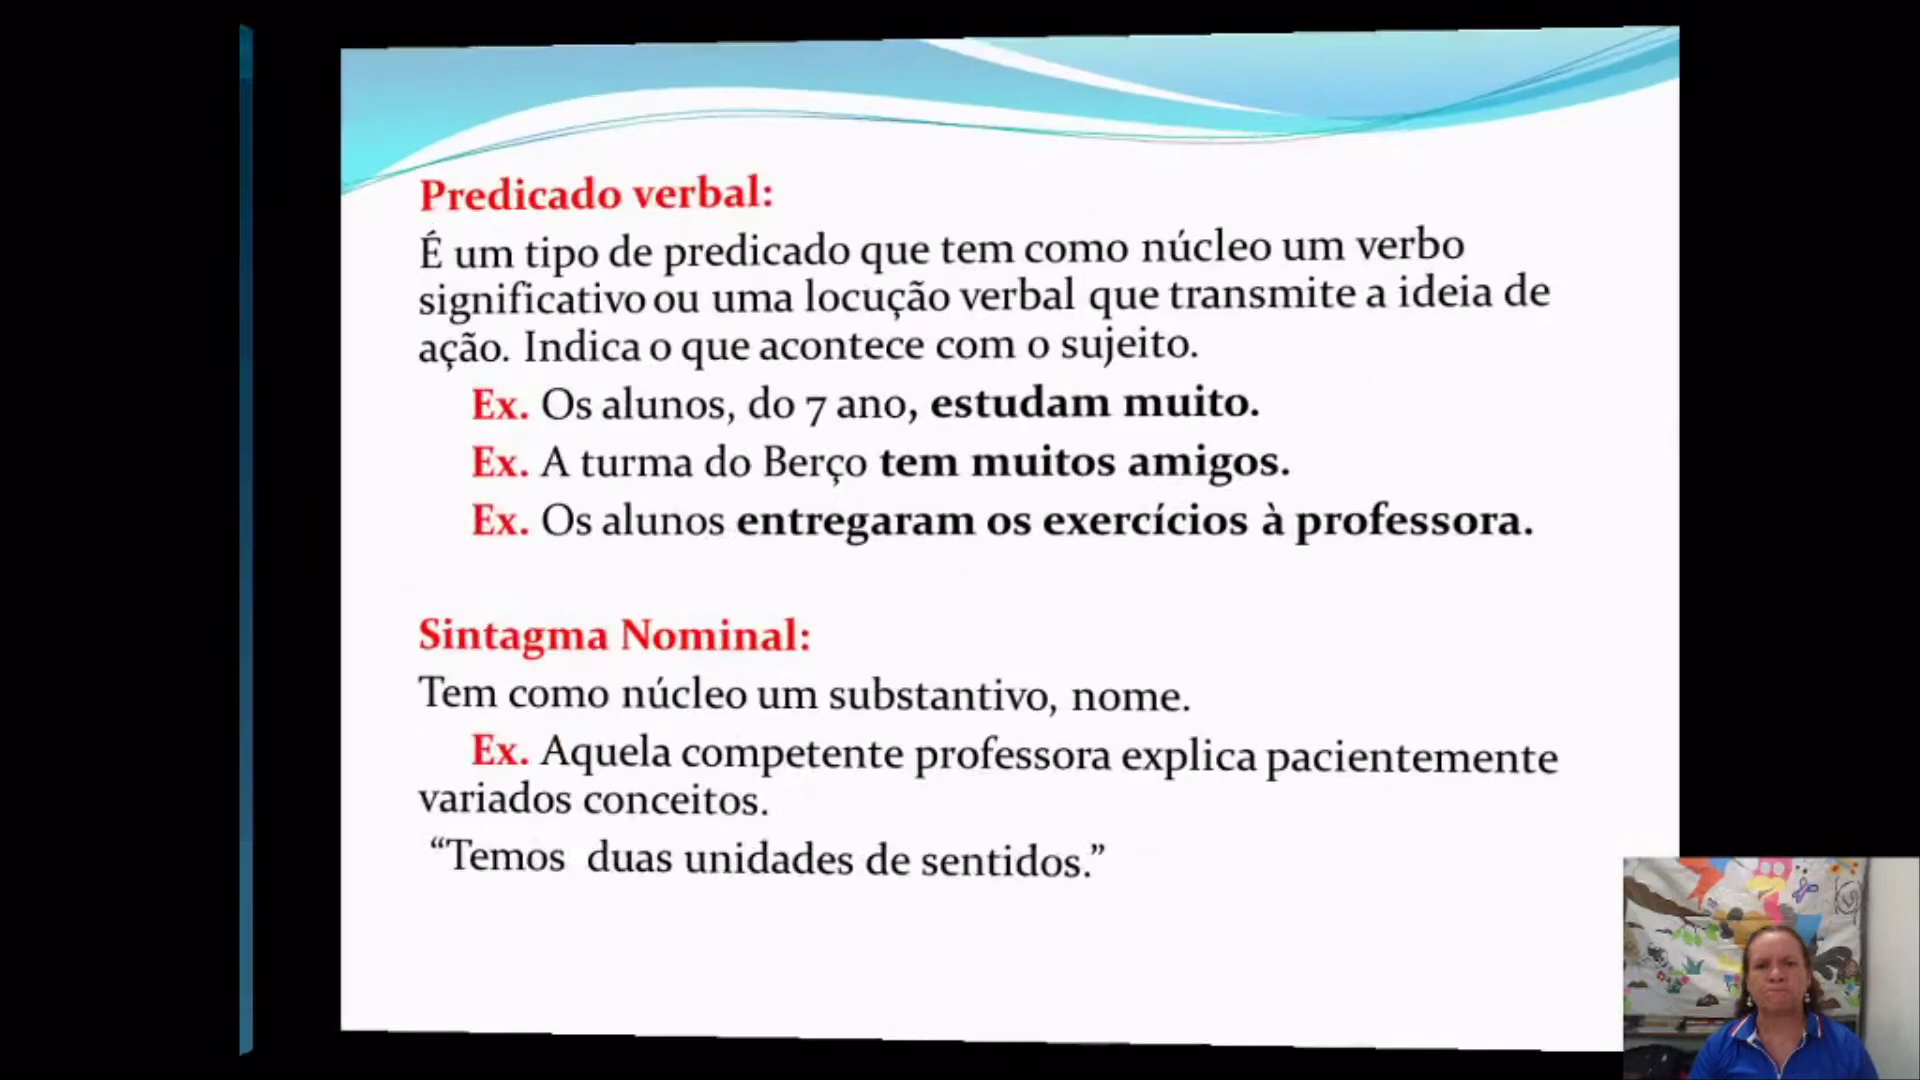 Predicado verbal:
É um tipo de predicado que tem como núcleo um verbo
significativo ou uma locução verbal que transmite a ideia de
ação. Indica o que acontece com o sujeito.
Ex. Os alunos, do 7 ano, estudam muito.
Ex. A turma do Berço tem muitos amigos.
Ex. Os alunos entregaram os exercícios à professora.
Sintagma Nominal:
Tem como núcleo um substantivo, nome.
Ex. Aquela competente professora explica pacientemente
variados conceitos.
“Temos duas unidades de sentidos.”